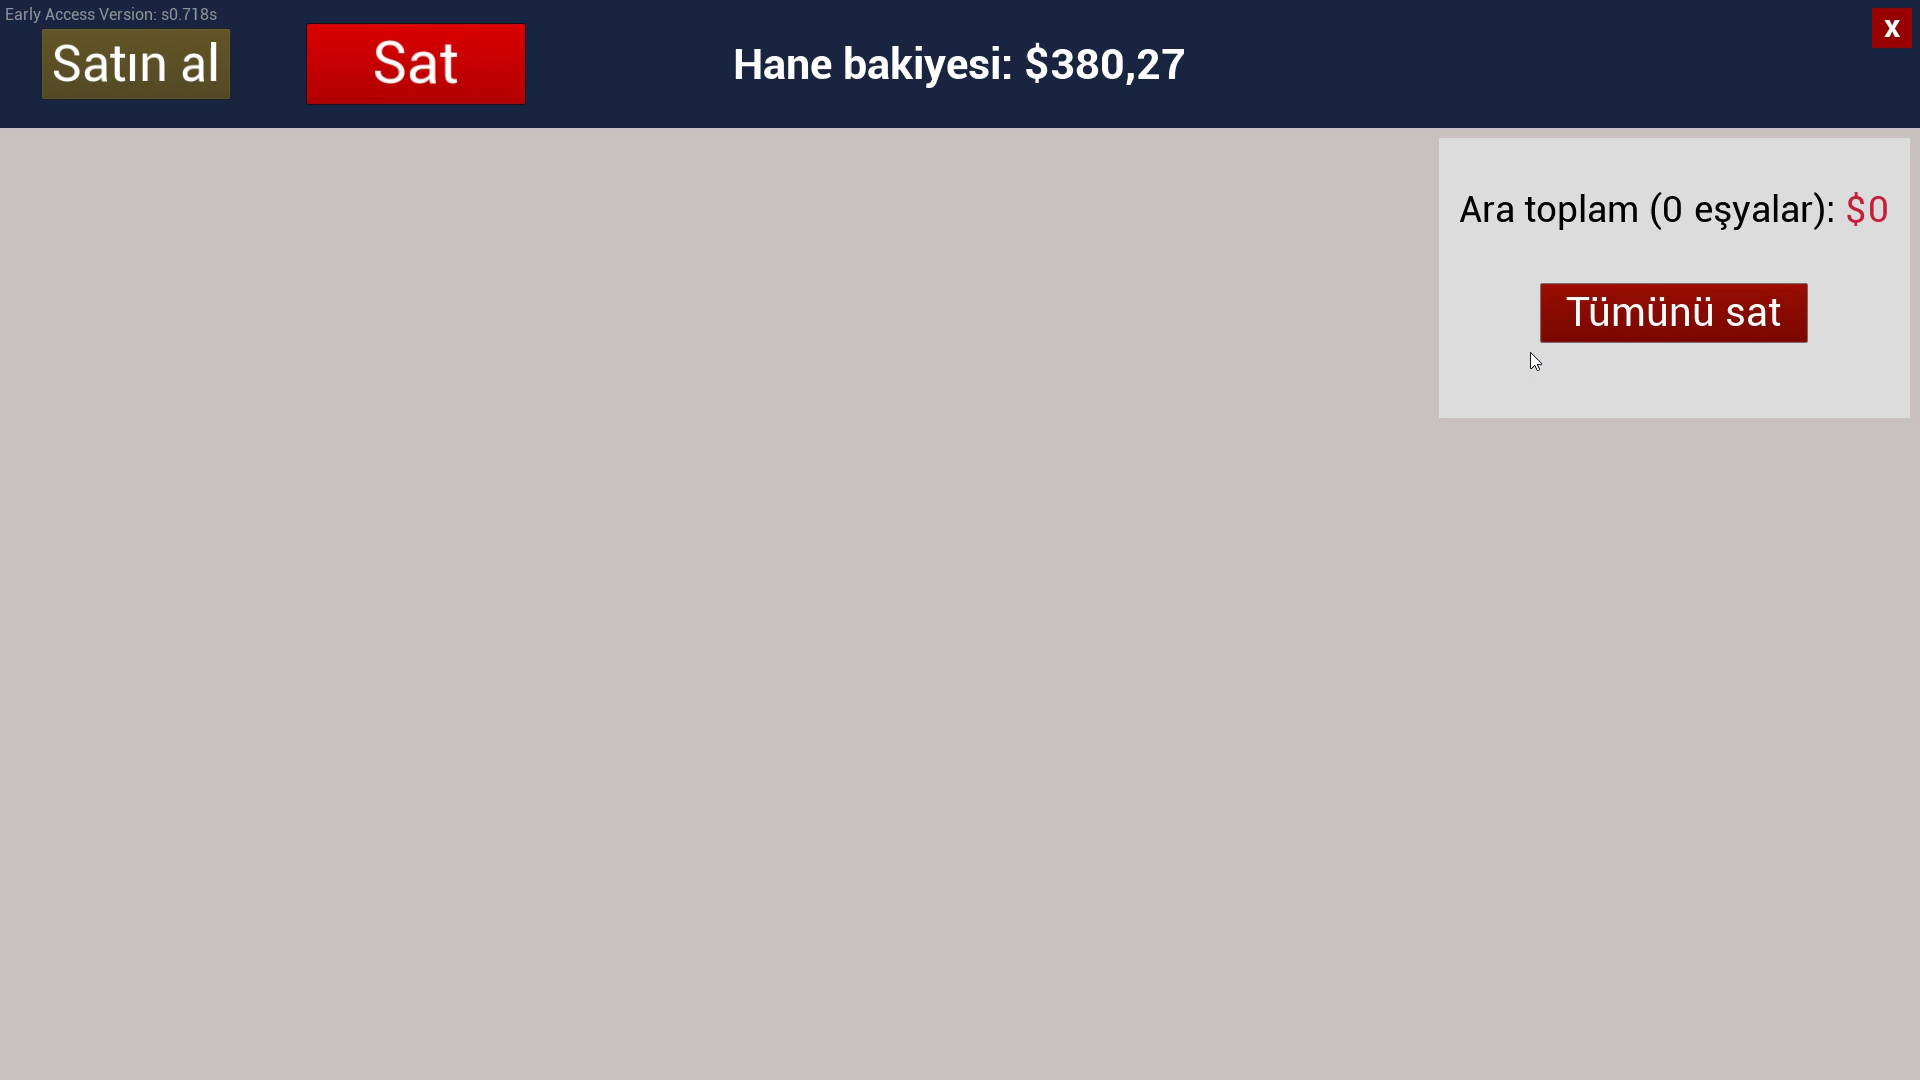 Early Access Version: s0.718s
Satın al
Sat
Hane bakiyesi: $380,27
X
Ara toplam (0 eşyalar): $0
Tümünü sat